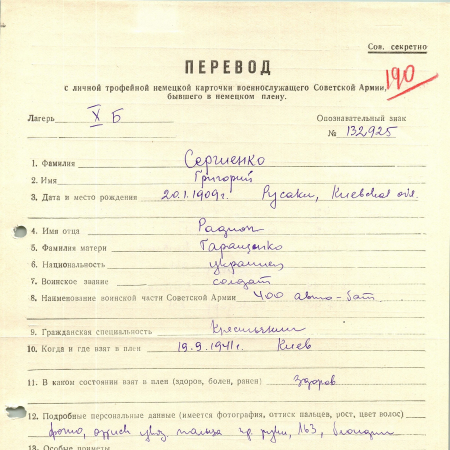 Сов. секретно
190
ПЕРЕВОД
с личной трофейной немецкой карточки военнослужащего Советской Армии,
бывшего в немецком плену.
Лагерь X Б Опознавательный знак
№ 132925
1. Фамилия Сергиенко
2. Имя Григорий
3. Дата и место рождения 20.1.1909г. Русаки, Киевская обл.
4. Имя отца Радион
5. Фамилия матери Таращенко
6. Национальность украинец
7. Воинское звание солдат
8. Наименование воинской части Советской Армии 400 авто-бат.
9. Гражданская специальность Крестьянин
10. Когда и где взят в плен 19.9.1941г. Киев
11. В каком состоянии взят в плен (здоров, болен, ранен) здоров
12. Подробные персональные данные (имеется фотография, оттиск пальцев, рост, цвет волос)
фото, оттиск указ. пальца пр. руки, 163, блондин
13. Особые приметы